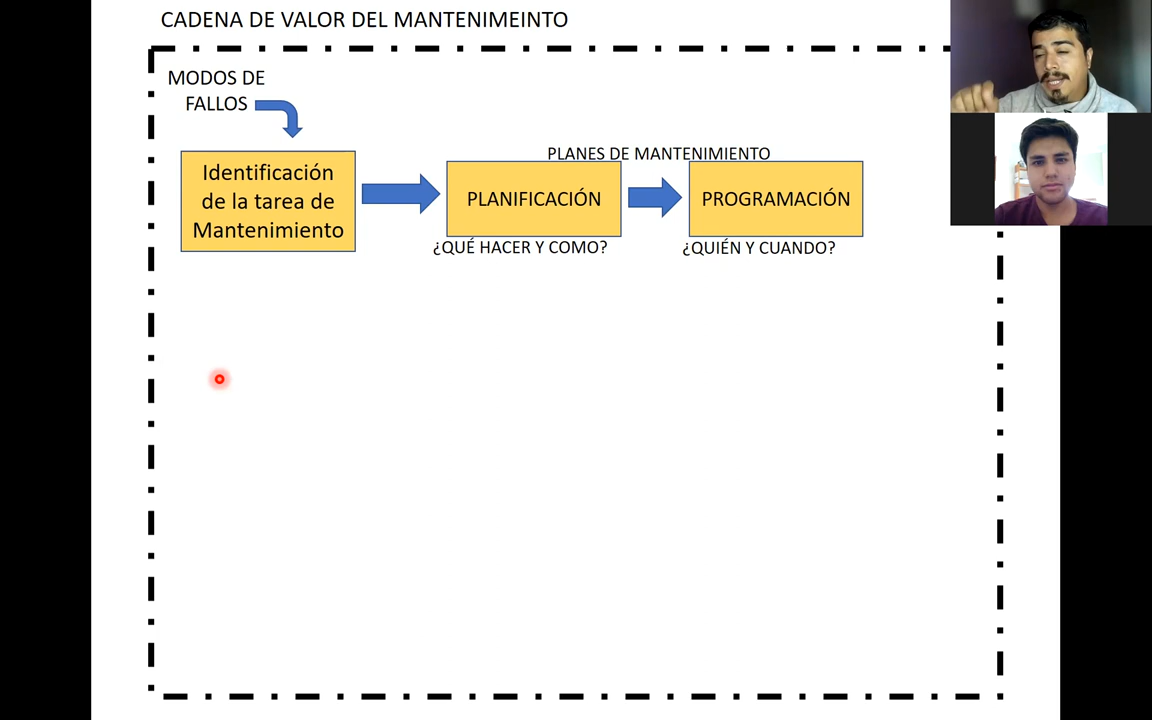 CADENA DE VALOR DEL MANTENIMEINTO
MODOS DE
FALLOS
Identificación
de la tarea de
Mantenimiento
PLANES DE MANTENIMIENTO
PLANIFICACIÓN
PROGRAMACIÓN
¿QUÉ HACER Y COMO?
¿QUIÉN Y CUANDO?